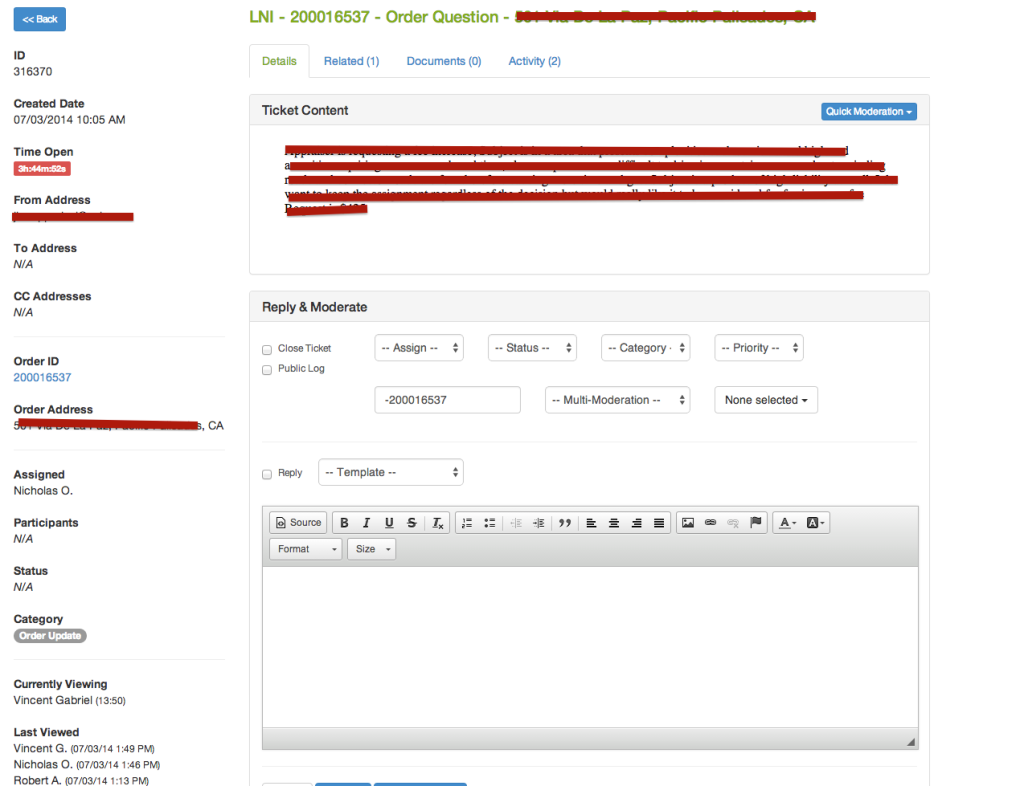 << Back
ID
316370
Created Date
07/03/2014 10:05 AM
Time Open
3h:44m:52s
From Address
To Address
N/A
CC Addresses
N/A
Order ID
200016537
Order Address
, CA
Assigned
Nicholas O.
Participants
N/A
Status
N/A
Category
Order Update
Currently Viewing
Vincent Gabriel (13:50)
Last Viewed
Vincent G. (07/03/14 1:49 PM)
Nicholas O. (07/03/14 1:46 PM)
Robert A. (07/03/14 1:13 PM)
LNI - 200016537 - Order Question -
Details Related (1) Documents (0) Activity (2)
Ticket Content Quick Moderation
Reply & Moderate
Close Ticket -- Assign -- -- Status -- -- Category - -- Priority --
Public Log
-200016537 -- Multi-Moderation -- None selected
Reply -- Template --
Source B I U S Tx
Format Size